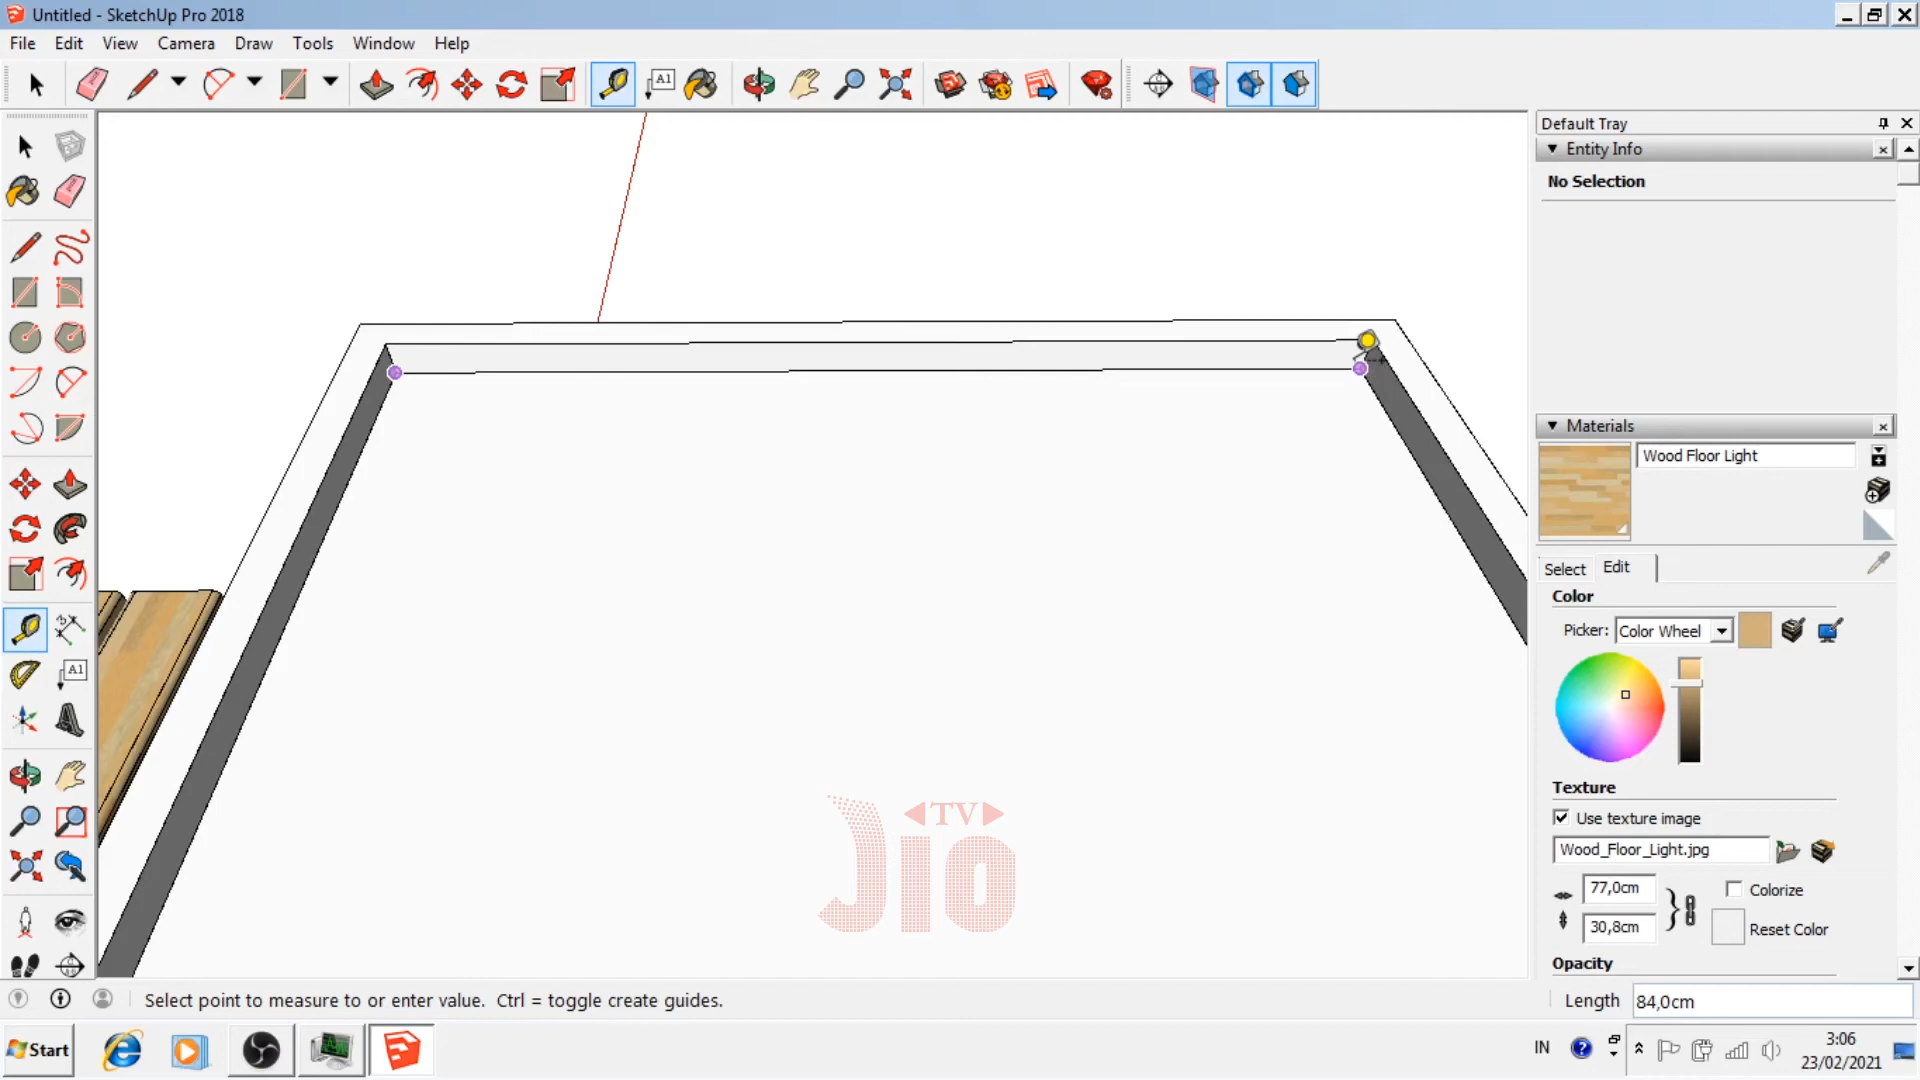 Untitled - SketchUp Pro 2018
File Edit View Camera Draw Tools Window Help
A1
Default Tray
Entity Info
No Selection
Materials
Wood Floor Light
Select Edit
Color
Picker: Color Wheel
A1
Texture
Use texture image
Wood_Floor_Light.jpg
77,0cm
Colorize
30,8cm
Reset Color
Opacity
TV
JIO
Select point to measure to or enter value. Ctrl = toggle create guides.
Length 84,0cm
Start
IN
3:06
23/02/2021